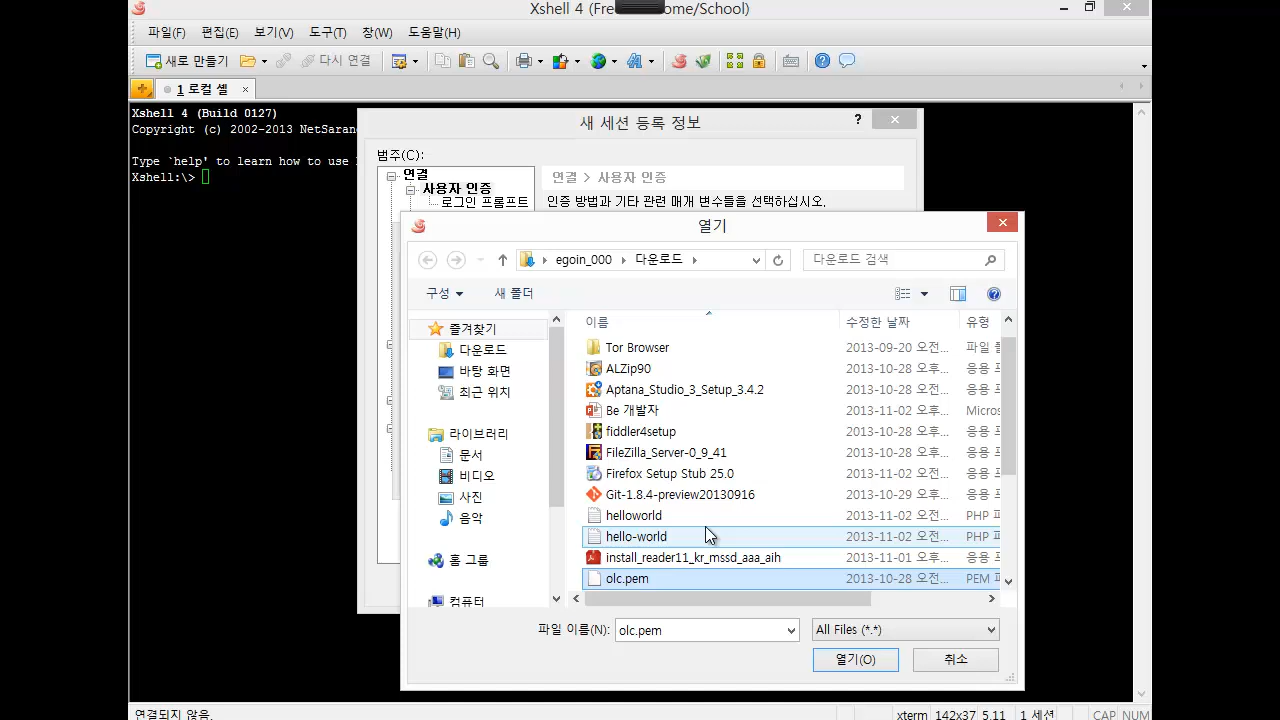 Xshell 4 (Free
ome/School)
파일(F) 편집(E) 보기(V) 도구(T) 창(W) 도움말(H)
새로 만들기 다시 연결
1 로컬 셸
Xshell 4 (Build 0127)
Copyright (c) 2002-2013 NetSaran
Type `help' to learn how to use
Xshell:\>
새 세션 등록 정보
범주(C):
연결
사용자 인증
로그인 프롬프트
연결 > 사용자 인증
인증 방법과 기타 관련 매개 변수들을 선택하십시오.
열기
egoin_000 다운로드
다운로드 검색
구성 새 폴더
즐겨찾기
다운로드
바탕 화면
최근 위치
라이브러리
문서
비디오
사진
음악
홈 그룹
컴퓨터
이름 수정한 날짜 유형
Tor Browser 2013-09-20 오전... 파일
ALZip90 2013-10-28 오후... 응용
Aptana_Studio_3_Setup_3.4.2 2013-10-28 오전... 응용
Be 개발자 2013-11-02 오후... Micros
fiddler4setup 2013-10-28 오후... 응용
FileZilla_Server-0_9_41 2013-10-28 오전... 응용
Firefox Setup Stub 25.0 2013-11-02 오전... 응용
Git-1.8.4-preview20130916 2013-10-29 오전... 응용
helloworld 2013-11-02 오전... PHP
hello-world 2013-11-02 오전... PHP
install_reader11_kr_mssd_aaa_aih 2013-11-01 오후... 응용
olc.pem 2013-10-28 오전... PEM
파일 이름(N): olc.pem All Files (*.*)
열기(O) 취소
연결되지 않음. xterm 142x37 5.11 1 세션 CAP NUM